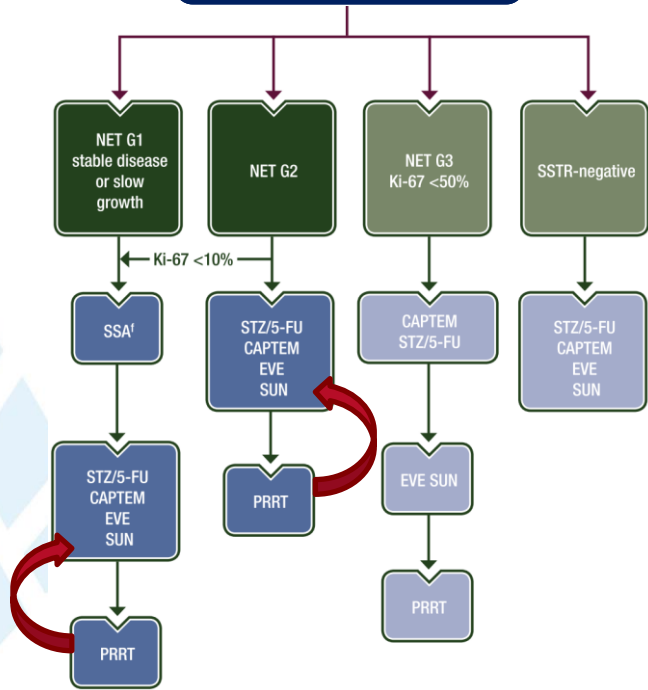 NET G1
stable disease
or slow
growth
NET G2
NET G3
Ki-67 <50%
SSTR-negative
Ki-67 <10%
SSAf
STZ/5-FU
CAPTEM
EVE
SUN
CAPTEM
STZ/5-FU
STZ/5-FU
CAPTEM
EVE
SUN
STZ/5-FU
CAPTEM
EVE
SUN
PRRT
EVE SUN
PRRT
PRRT